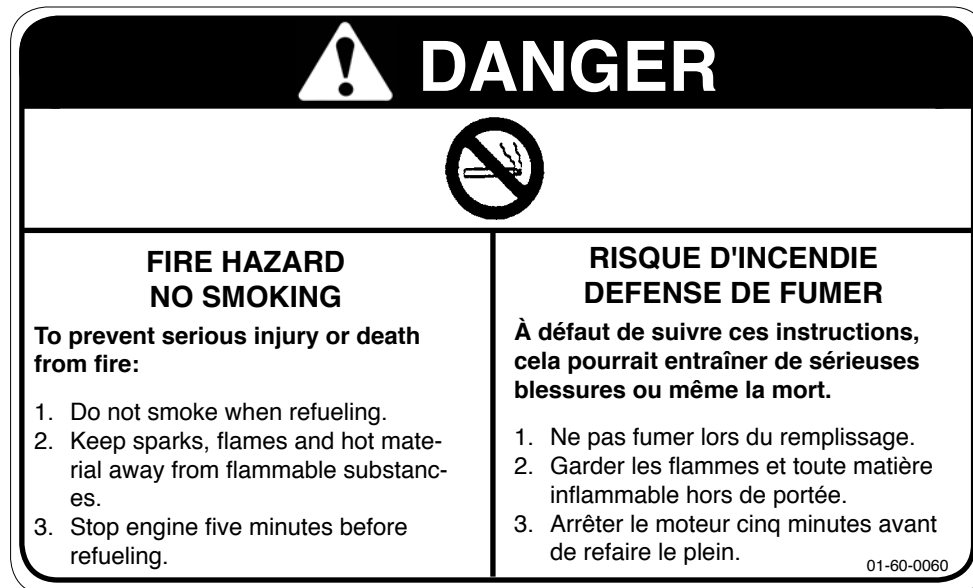 DANGER
FIRE HAZARD
NO SMOKING
To prevent serious injury or death
from fire:
1. Do not smoke when refueling.
2. Keep sparks, flames and hot mate-
rial away from flammable substanc-
es.
3. Stop engine five minutes before
refueling.
RISQUE D'INCENDIE
DEFENSE DE FUMER
À défaut de suivre ces instructions,
cela pourrait entraîner de sérieuses
blessures ou même la mort.
1. Ne pas fumer lors du remplissage.
2. Garder les flammes et toute matière
inflammable hors de portée.
3. Arrêter le moteur cinq minutes avant
de refaire le plein.
01-60-0060